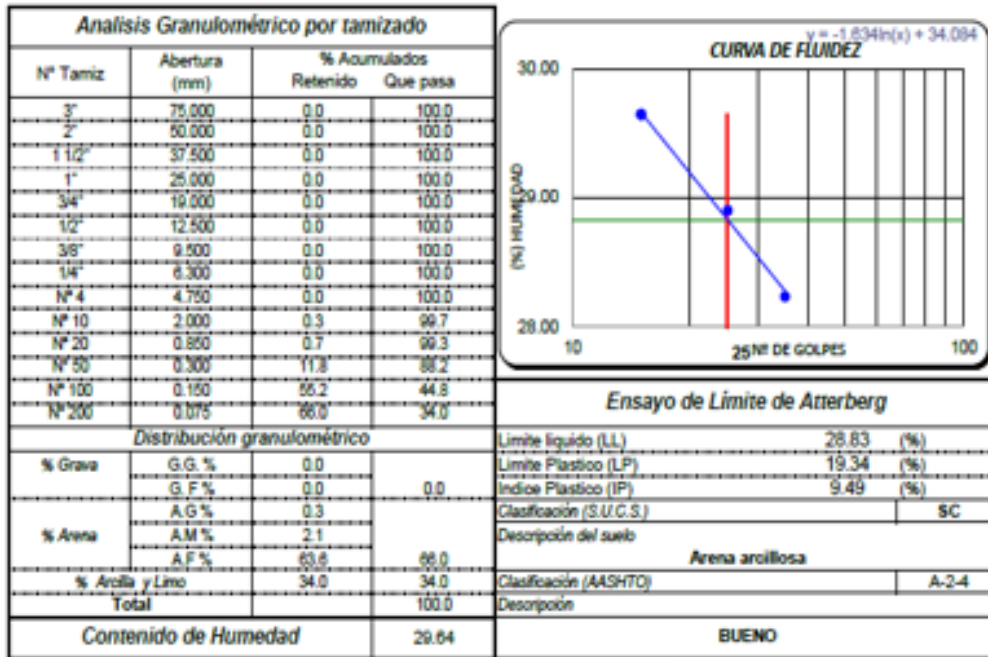 Analisis Granulométrico por tamizado
N° Tamiz Abertura (mm) % Acumulados Retenido Que pasa
3" 75.000 0.0 100.0
2" 50.000 0.0 100.0
1 1/2" 37.500 0.0 100.0
1" 25.000 0.0 100.0
3/4" 19.000 0.0 100.0
1/2" 12.500 0.0 100.0
3/8" 9.500 0.0 100.0
1/4" 6.300 0.0 100.0
N° 4 4.750 0.0 100.0
N° 10 2.000 0.3 99.7
N° 20 0.850 0.7 99.3
N° 50 0.300 11.8 88.2
N° 100 0.150 55.2 44.8
N° 200 0.075 66.0 34.0
Distribución granulométrico
% Grava G.G. % 0.0
G. F % 0.0 0.0
% Arena A.G % 0.3
A.M % 2.1
A.F % 63.6 66.0
% Arcilla y Limo 34.0 34.0
Total 100.0
Contenido de Humedad 29.64
y = -1.634ln(x) + 34.084
CURVA DE FLUIDEZ
30.00
29.00
28.00
(%) HUMEDAD
10 25 N° DE GOLPES 100
Ensayo de Límite de Atterberg
Limite liquido (LL) 28.83 (%)
Limite Plastico (LP) 19.34 (%)
Indice Plastico (IP) 9.49 (%)
Clasificación (S.U.C.S.) SC
Descripción del suelo
Arena arcillosa
Clasificación (AASHTO) A-2-4
Descripción
BUENO